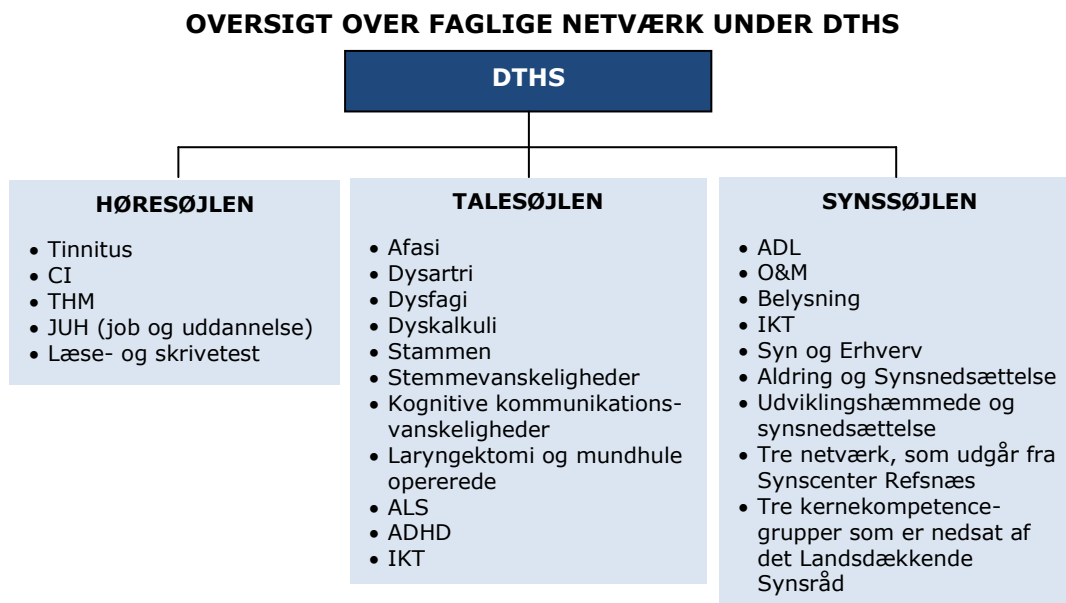 OVERSIGT OVER FAGLIGE NETVÆRK UNDER DTHS
DTHS
HØRESØJLEN
• Tinnitus
• CI
• THM
• JUH (job og uddannelse)
• Læse- og skrivetest
TALESØJLEN
• Afasi
• Dysartri
• Dysfagi
• Dyskalkuli
• Stammen
• Stemmevanskeligheder
• Kognitive kommunikations-
vanskeligheder
• Laryngektomi og mundhule
opererede
• ALS
• ADHD
• IKT
SYNSSØJLEN
• ADL
• O&M
• Belysning
• IKT
• Syn og Erhverv
• Aldring og Synsnedsættelse
• Udviklingshæmmede og
synsnedsættelse
• Tre netværk, som udgår fra
Synscenter Refsnæs
• Tre kernekompetence-
grupper som er nedsat af
det Landsdækkende
Synsråd